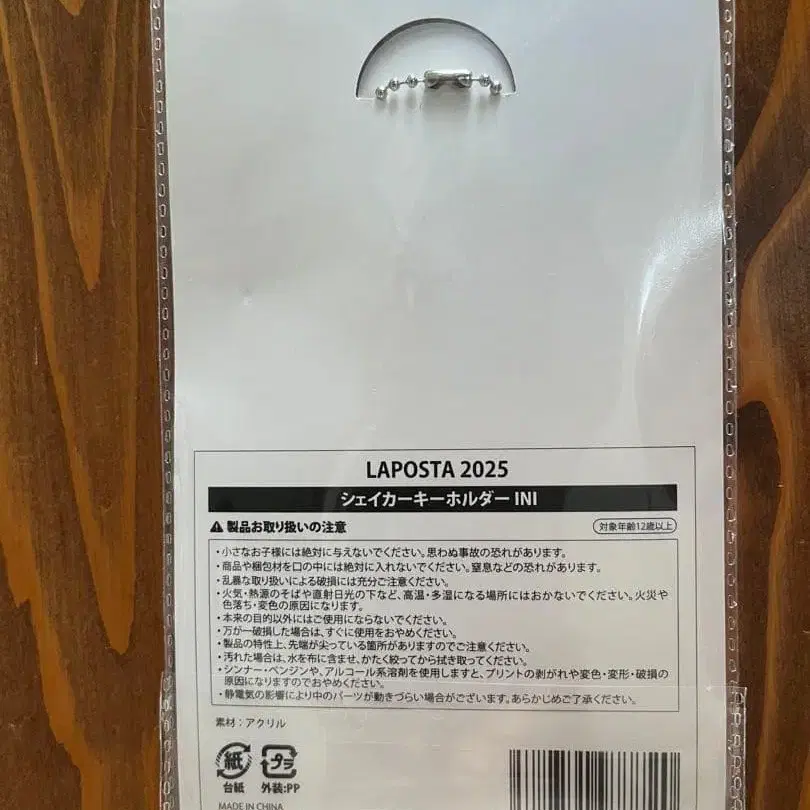 LAPOSTA 2025
シェイカーキーホルダー INI
製品お取り扱いの注意
対象年齢12歳以上
・小さなお子様には絶対に与えないでください。思わぬ事故の恐れがあります。
・商品や梱包材を口の中には絶対に入れないでください。窒息などの恐れがあります。
・乱暴な取り扱いによる破損には充分ご注意ください。
・火気・熱源のそばや直射日光の下など、高温・多湿になる場所にはおかないでください。火災や
色落ち・変色の原因になります。
・本来の目的以外にはご使用にならないでください。
・万が一破損した場合は、すぐに使用をおやめください。
・製品の特性上、先端が尖っている箇所がありますのでご注意ください。
・汚れた場合は、水を布に含ませ、かたく絞ってから拭き取ってください。
・シンナー・ベンジンや、アルコール系溶剤を使用しますと、プリントの剥がれや変色・変形・破損の
原因になりますのでおやめください。
・静電気の影響により中のパーツが動きづらい場合がございます。あらかじめご了承ください。
素材：アクリル
紙 プラ
台紙 外装:PP
MADE IN CHINA